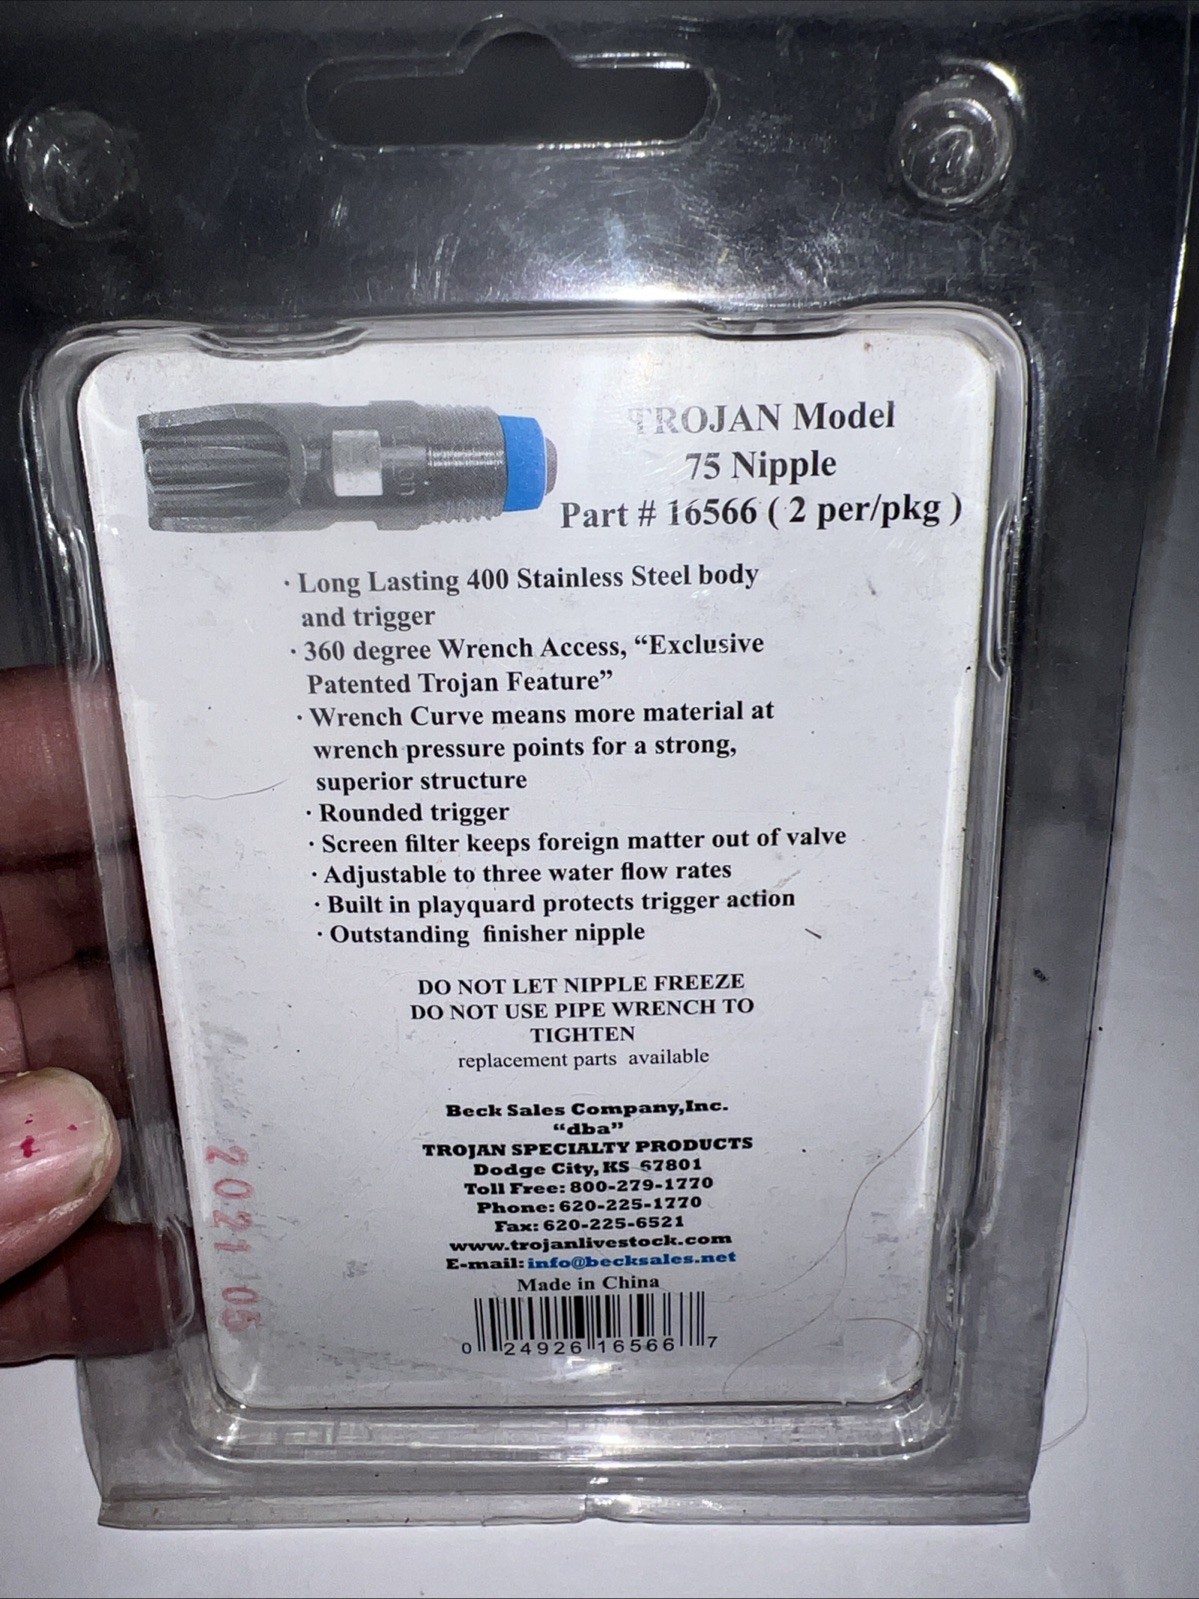 TROJAN Model
75 Nipple
Part # 16566 ( 2 per/pkg )
· Long Lasting 400 Stainless Steel body
and trigger
· 360 degree Wrench Access, “Exclusive
Patented Trojan Feature”
· Wrench Curve means more material at
wrench pressure points for a strong,
superior structure
· Rounded trigger
· Screen filter keeps foreign matter out of valve
· Adjustable to three water flow rates
· Built in playquard protects trigger action
· Outstanding finisher nipple
DO NOT LET NIPPLE FREEZE
DO NOT USE PIPE WRENCH TO
TIGHTEN
replacement parts available
Beck Sales Company,Inc.
“dba”
TROJAN SPECIALTY PRODUCTS
Dodge City, KS 67801
Toll Free: 800-279-1770
Phone: 620-225-1770
Fax: 620-225-6521
www.trojanlivestock.com
E-mail: info@becksales.net
Made in China
0 24926 16566 7
2021 05